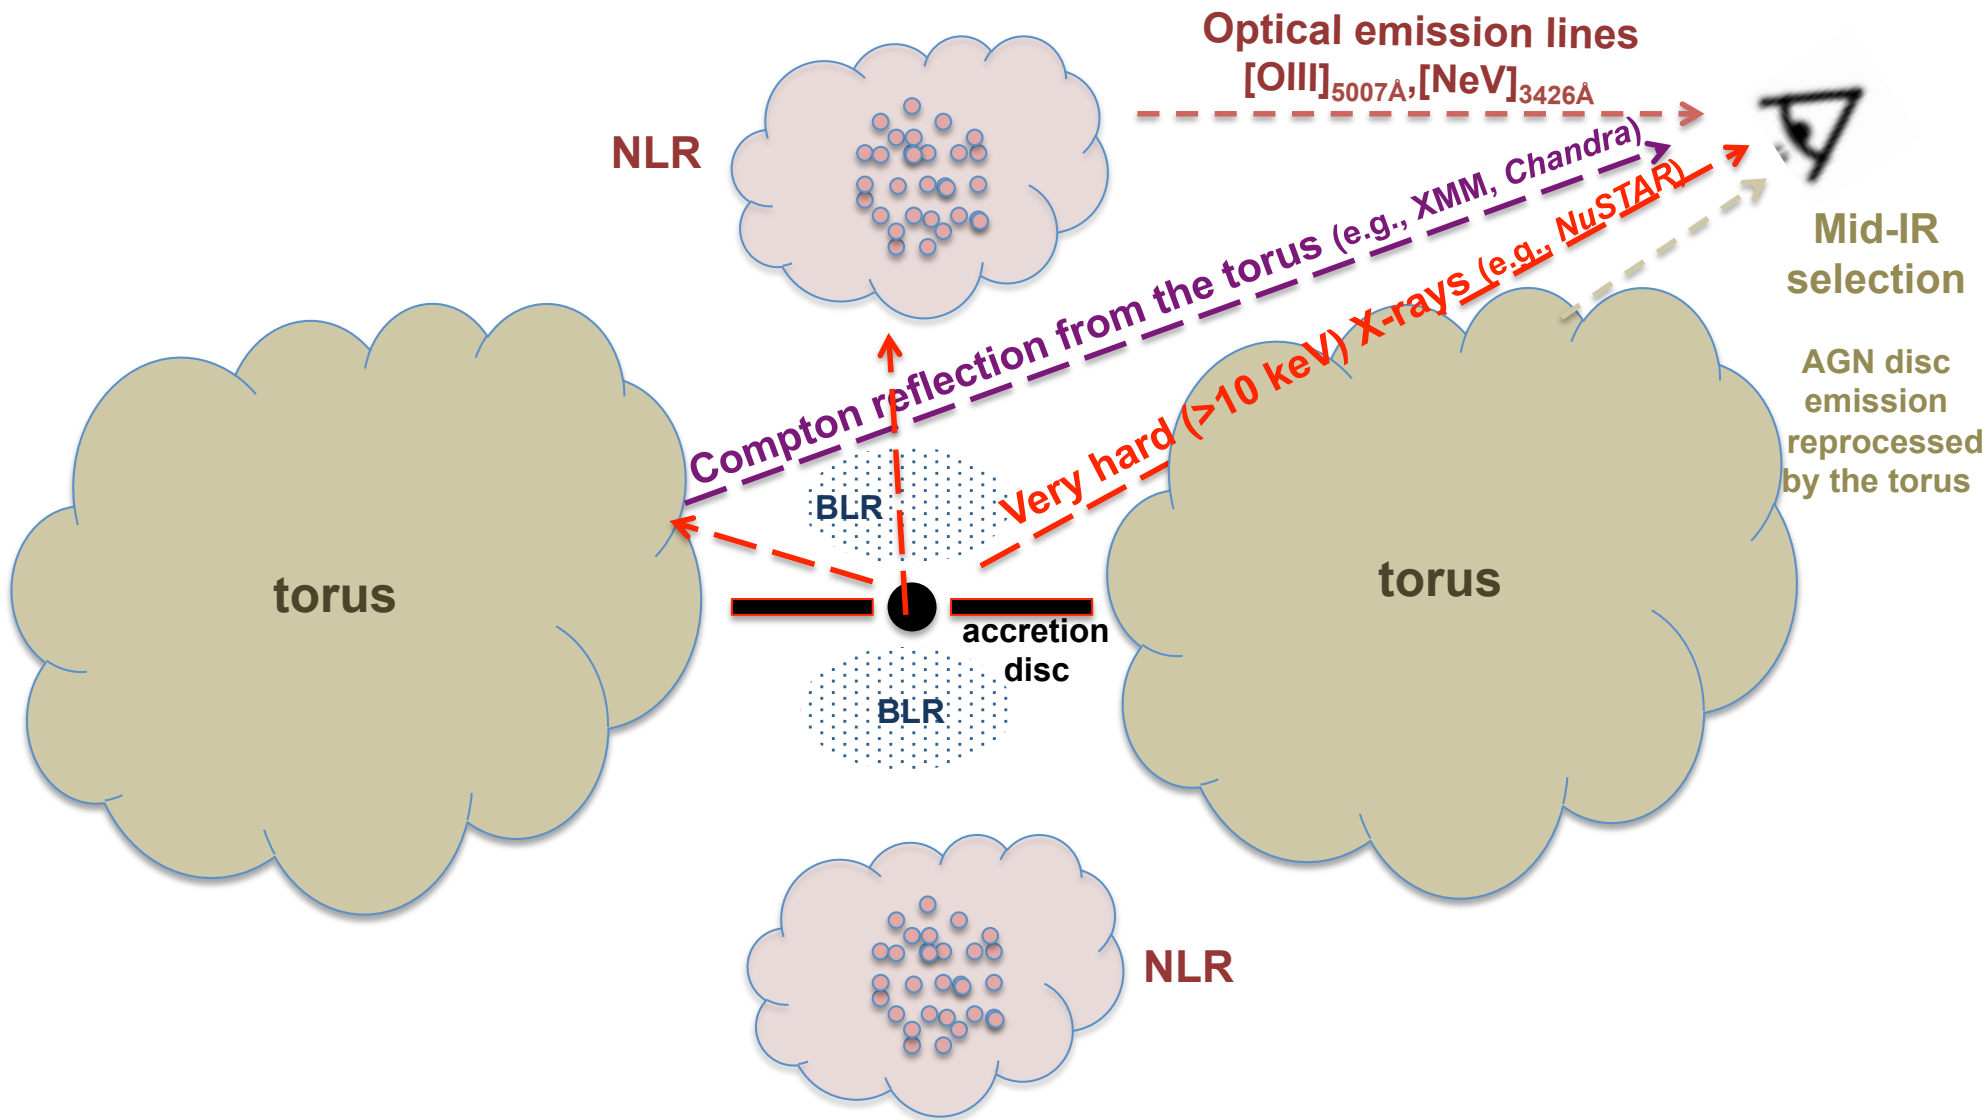 Optical emission lines
[OIII]5007Å,[NeV]3426Å
NLR
Compton reflection from the torus (e.g., XMM, Chandra)
Very hard (>10 keV) X-rays (e.g., NuSTAR)
Mid-IR
selection
AGN disc
emission
reprocessed
by the torus
BLR
torus
torus
accretion
disc
BLR
NLR